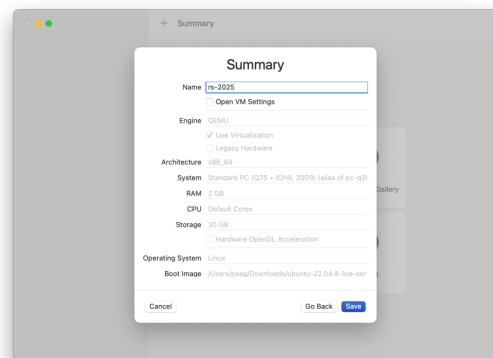 + Summary
Summary
Name rs-2025
Open VM Settings
Engine QEMU
Use Virtualization
Legacy Hardware
Architecture x86_64
System Standard PC (Q35 + ICH9, 2009) (alias of pc-q3
RAM 2 GB
CPU Default Cores
Storage 30 GB
Hardware OpenGL Acceleration
Operating System Linux
Boot Image /Users/paaq/Downloads/ubuntu-22.04.4-live-ser
Gallery
Cancel Go Back Save